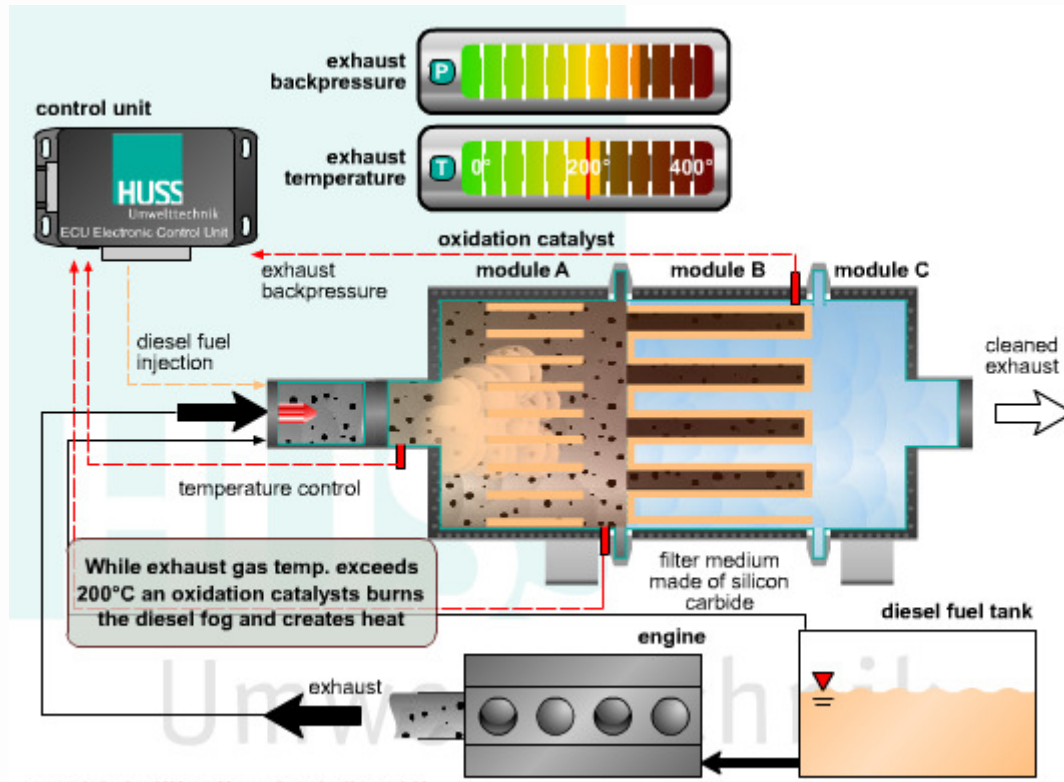 exhaust
backpressure
P
control unit
exhaust
temperature
T
0° 200° 400°
HUSS
Umwelttechnik
ECU Electronic Control Unit
oxidation catalyst
module A
module B
module C
exhaust
backpressure
diesel fuel
injection
cleaned
exhaust
temperature control
While exhaust gas temp. exceeds
200°C an oxidation catalysts burns
the diesel fog and creates heat
filter medium
made of silicon
carbide
diesel fuel tank
engine
exhaust